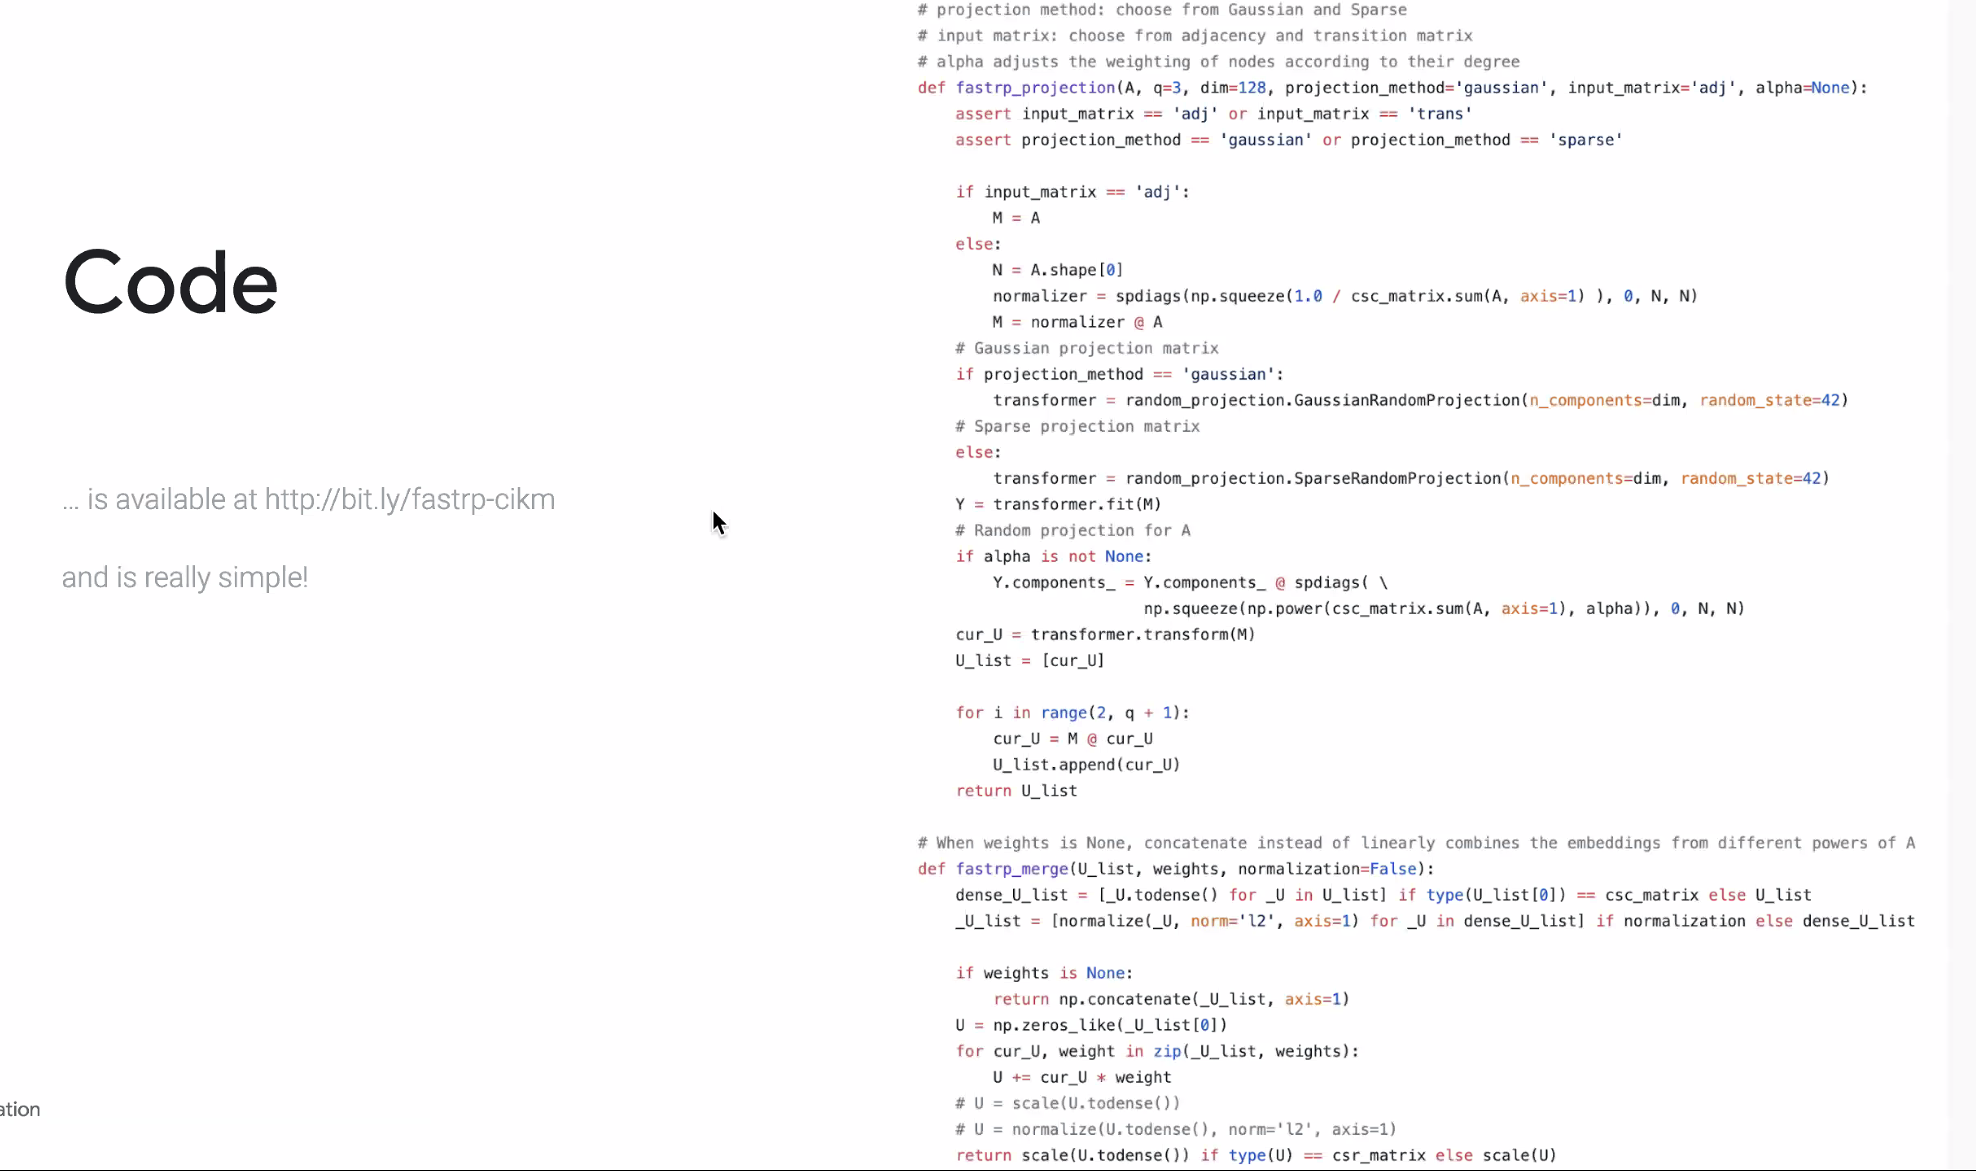 Code
... is available at http://bit.ly/fastrp-cikm
and is really simple!
ation
# projection method: choose from Gaussian and Sparse
# input matrix: choose from adjacency and transition matrix
# alpha adjusts the weighting of nodes according to their degree
def fastrp_projection(A, q=3, dim=128, projection_method='gaussian', input_matrix='adj', alpha=None):
    assert input_matrix == 'adj' or input_matrix == 'trans'
    assert projection_method == 'gaussian' or projection_method == 'sparse'

    if input_matrix == 'adj':
        M = A
    else:
        N = A.shape[0]
        normalizer = spdiags(np.squeeze(1.0 / csc_matrix.sum(A, axis=1) ), 0, N, N)
        M = normalizer @ A
    # Gaussian projection matrix
    if projection_method == 'gaussian':
        transformer = random_projection.GaussianRandomProjection(n_components=dim, random_state=42)
    # Sparse projection matrix
    else:
        transformer = random_projection.SparseRandomProjection(n_components=dim, random_state=42)
    Y = transformer.fit(M)
    # Random projection for A
    if alpha is not None:
        Y.components_ = Y.components_ @ spdiags( \
                        np.squeeze(np.power(csc_matrix.sum(A, axis=1), alpha)), 0, N, N)
    cur_U = transformer.transform(M)
    U_list = [cur_U]

    for i in range(2, q + 1):
        cur_U = M @ cur_U
        U_list.append(cur_U)
    return U_list

# When weights is None, concatenate instead of linearly combines the embeddings from different powers of A
def fastrp_merge(U_list, weights, normalization=False):
    dense_U_list = [_U.todense() for _U in U_list] if type(U_list[0]) == csc_matrix else U_list
    _U_list = [normalize(_U, norm='l2', axis=1) for _U in dense_U_list] if normalization else dense_U_list

    if weights is None:
        return np.concatenate(_U_list, axis=1)
    U = np.zeros_like(_U_list[0])
    for cur_U, weight in zip(_U_list, weights):
        U += cur_U * weight
    # U = scale(U.todense())
    # U = normalize(U.todense(), norm='l2', axis=1)
    return scale(U.todense()) if type(U) == csr_matrix else scale(U)